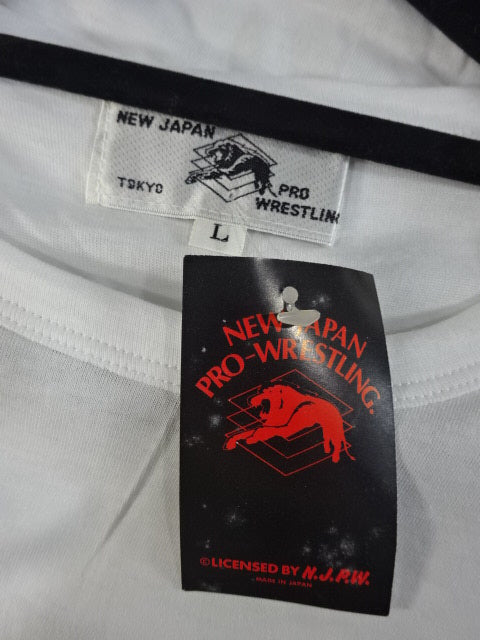 NEW JAPAN
TOKYO
PRO
WRESTLING
L
NEW JAPAN
PRO-WRESTLING.
©LICENSED BY N.J.P.W.
MADE IN JAPAN